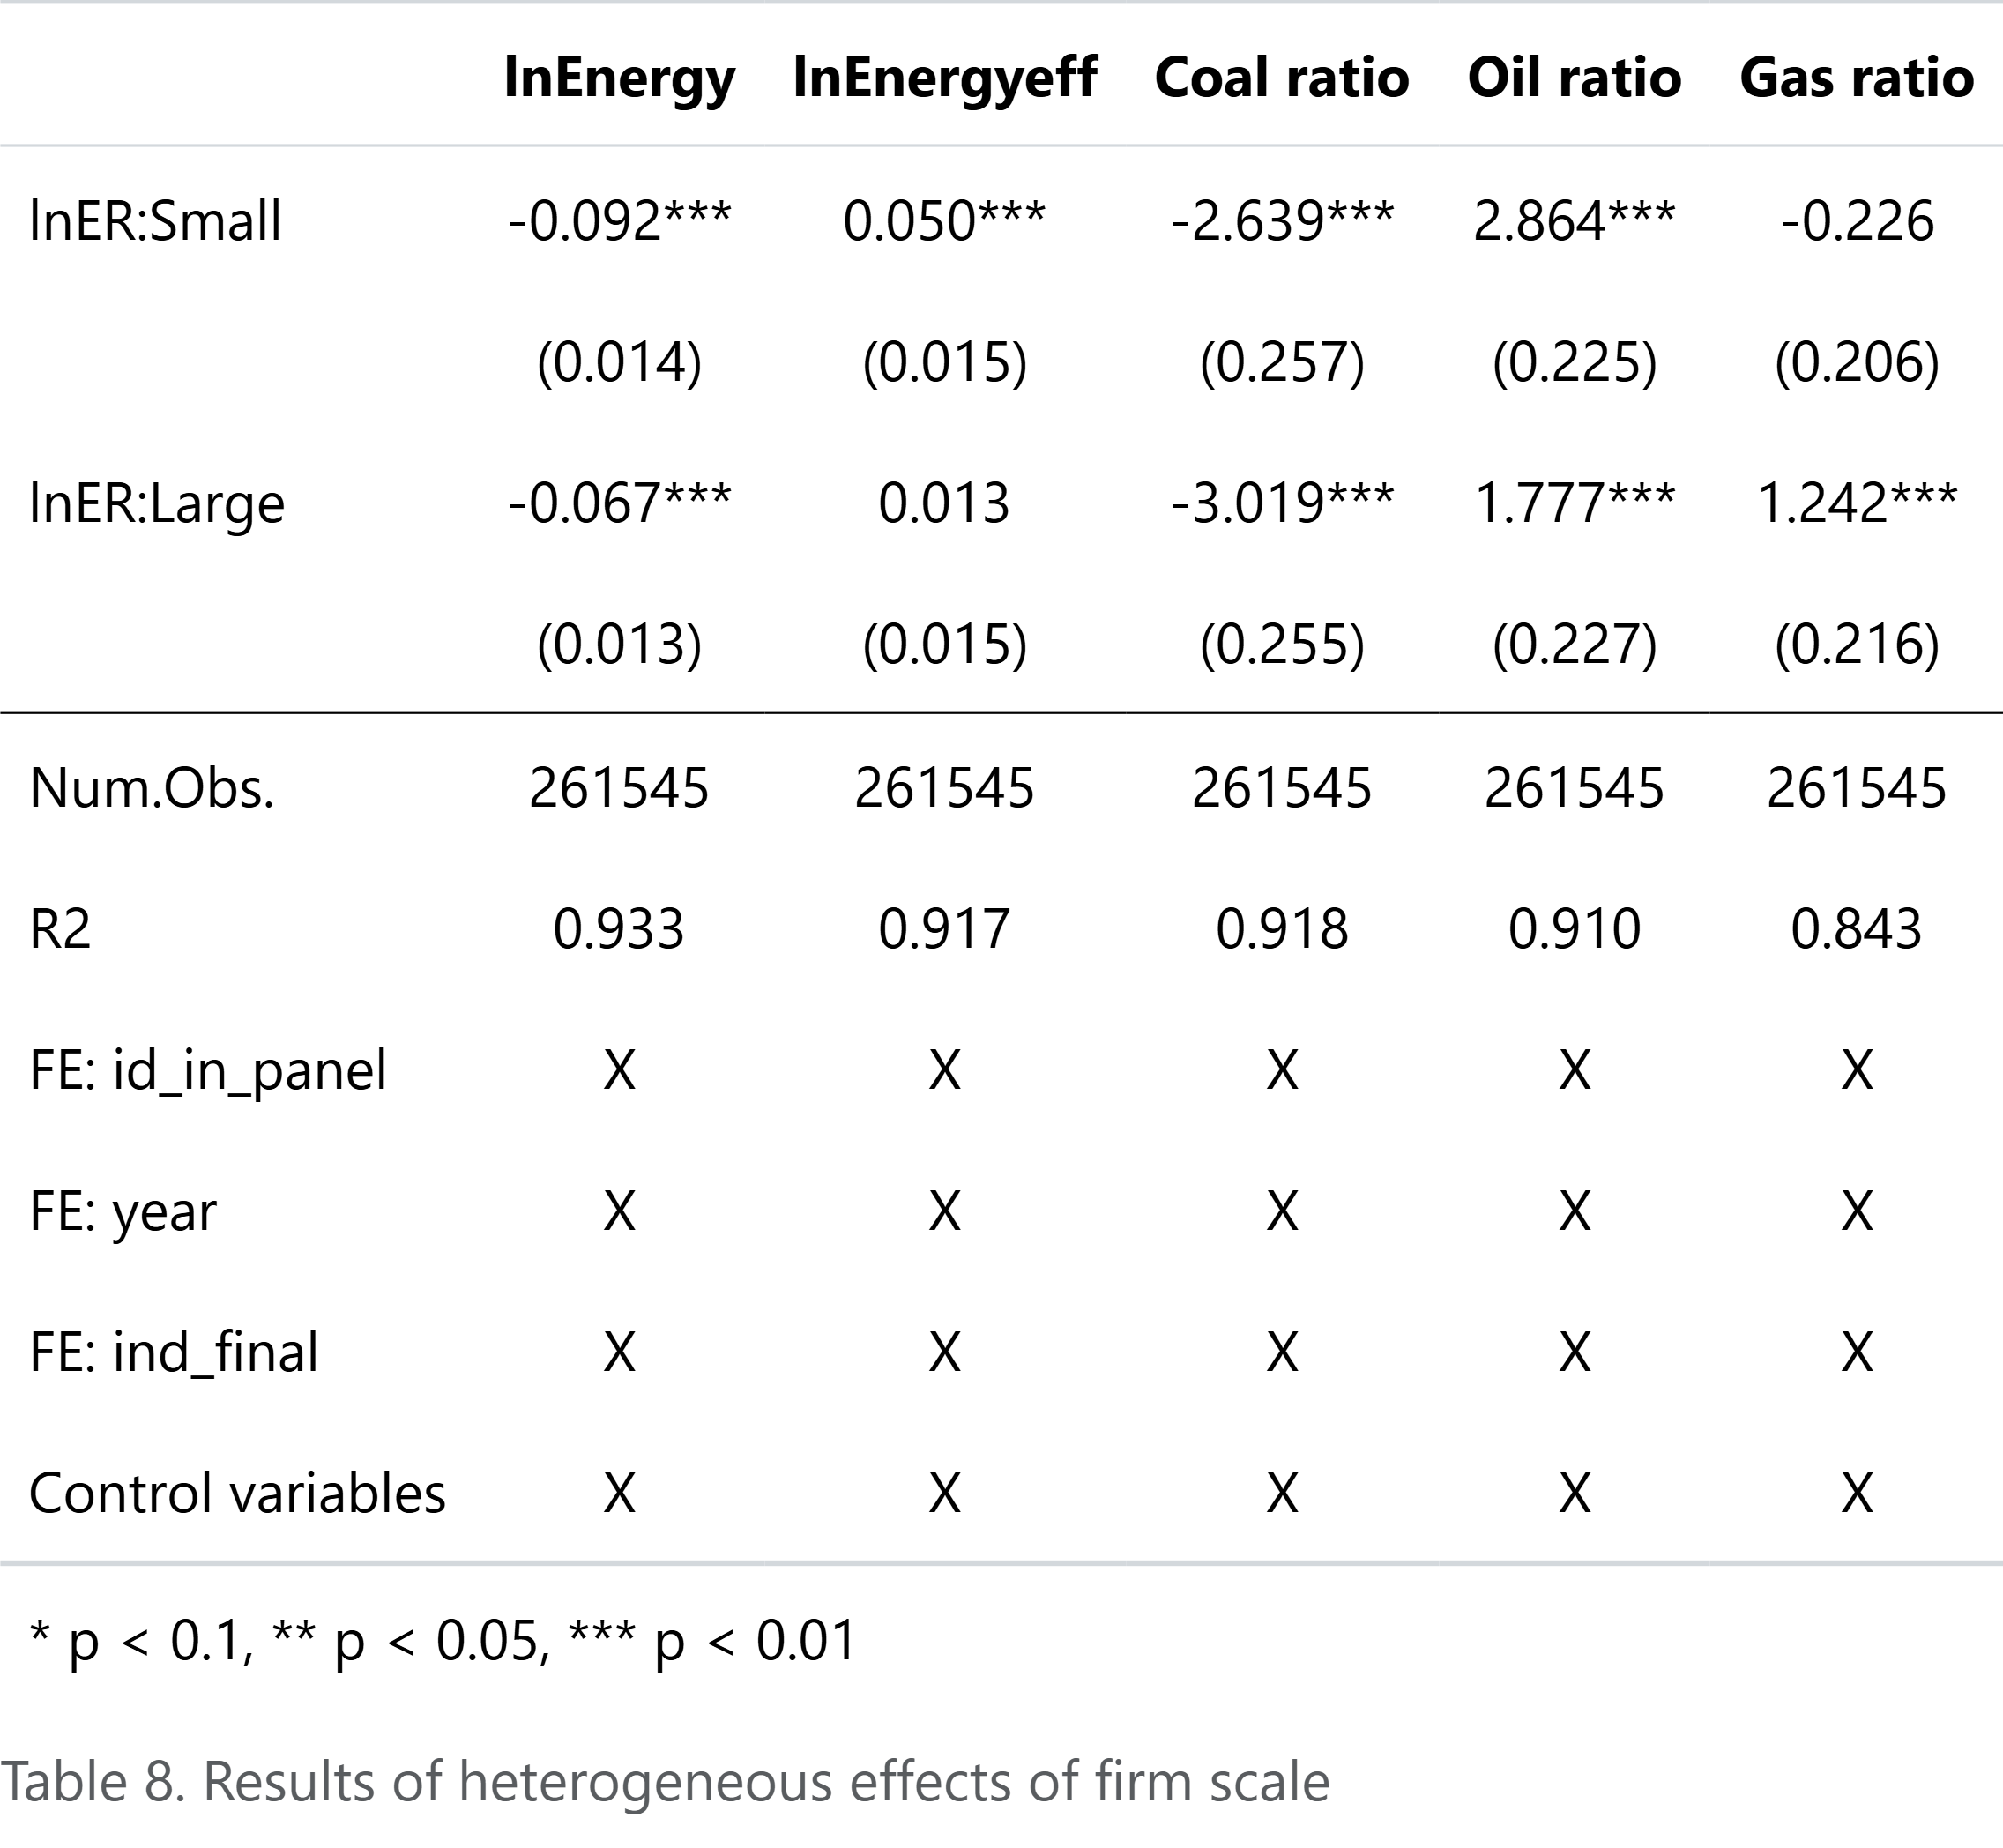 lnEnergy lnEnergyeff Coal ratio Oil ratio Gas ratio
lnER:Small -0.092*** 0.050*** -2.639*** 2.864*** -0.226
(0.014) (0.015) (0.257) (0.225) (0.206)
lnER:Large -0.067*** 0.013 -3.019*** 1.777*** 1.242***
(0.013) (0.015) (0.255) (0.227) (0.216)
Num.Obs. 261545 261545 261545 261545 261545
R2 0.933 0.917 0.918 0.910 0.843
FE: id_in_panel X X X X X
FE: year X X X X X
FE: ind_final X X X X X
Control variables X X X X X
* p < 0.1, ** p < 0.05, *** p < 0.01
Table 8. Results of heterogeneous effects of firm scale